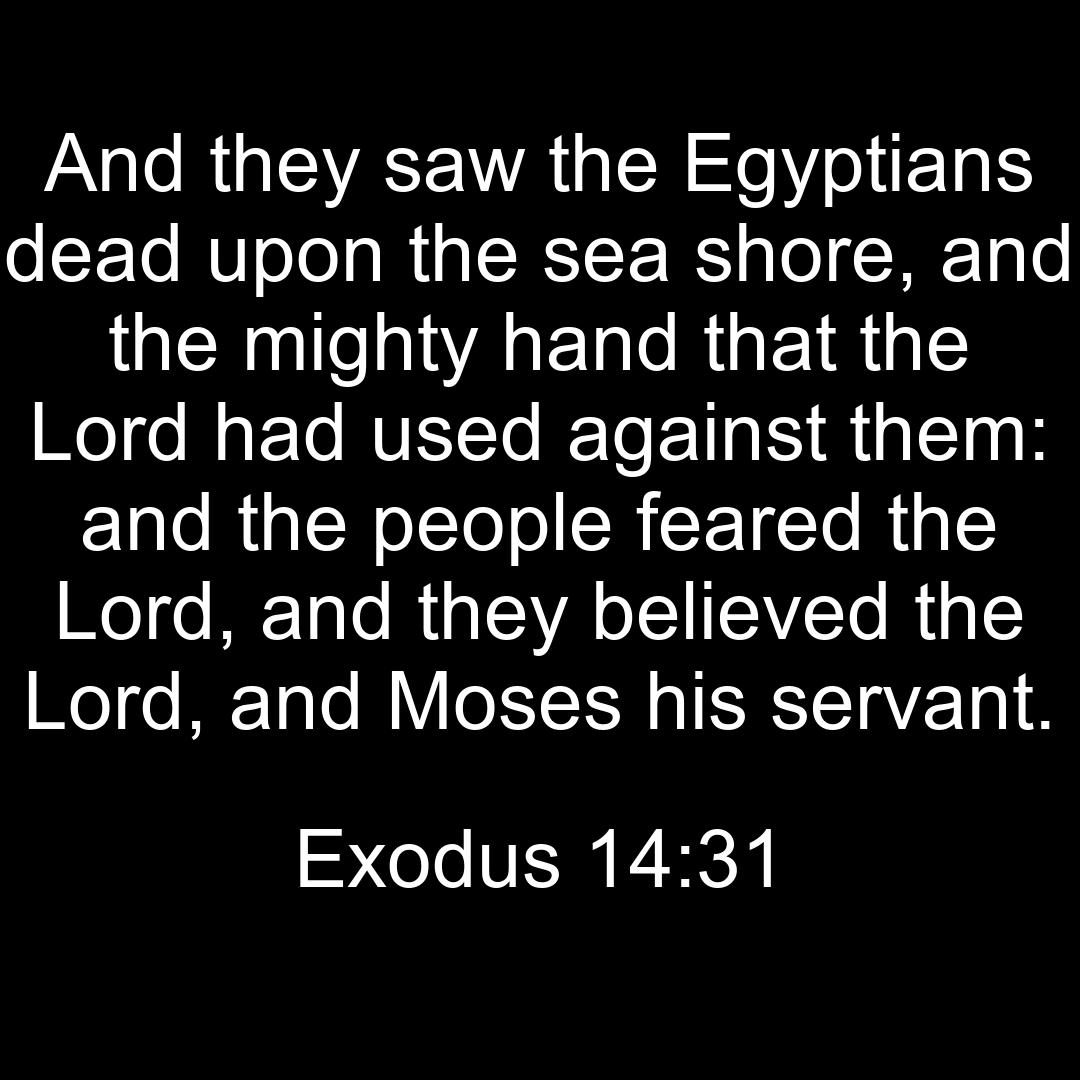 And they saw the Egyptians
dead upon the sea shore, and
the mighty hand that the
Lord had used against them:
and the people feared the
Lord, and they believed the
Lord, and Moses his servant.
Exodus 14:31